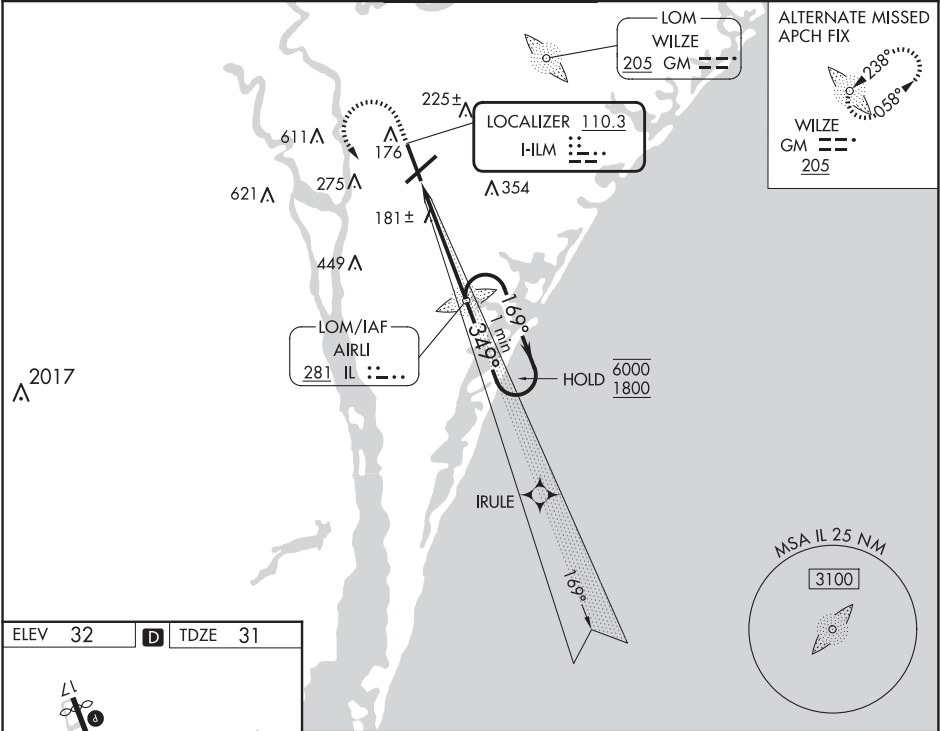 LOM
WILZE
205 GM
ALTERNATE MISSED
APCH FIX
238°
058°
WILZE
GM
205
225±
LOCALIZER 110.3
I-ILM
611
176
275
354
621
181±
449
LOM/IAF
AIRLI
281 IL
169°
1 min
349°
HOLD 6000
1800
2017
IRULE
169°
MSA IL 25 NM
3100
ELEV 32 D TDZE 31
17
P